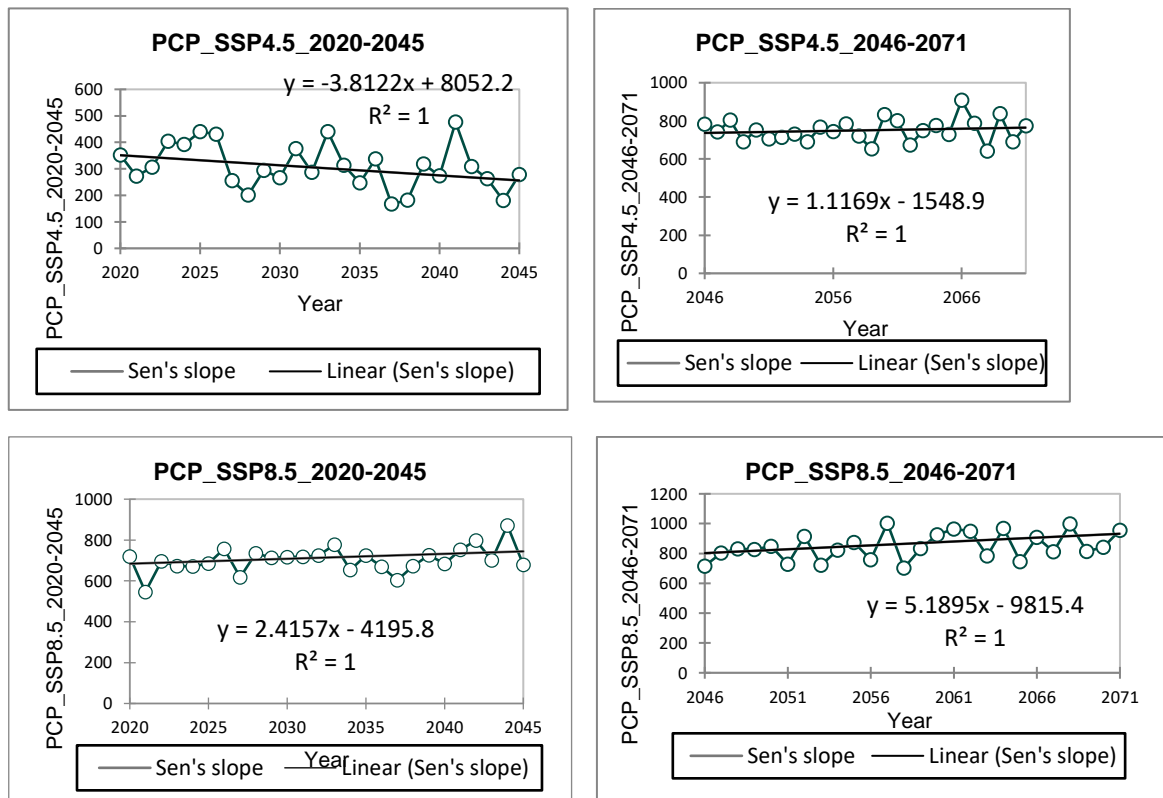 PCP_SSP4.5_2020-2045
y = -3.8122x + 8052.2
R² = 1
PCP_SSP4.5_2020-2045
600
500
400
300
200
100
0
2020 2025 2030 2035 2040 2045
Year
Sen's slope Linear (Sen's slope)
PCP_SSP4.5_2046-2071
PCP_SSP4.5_2046-2071
1000
800
600
400
200
0
y = 1.1169x - 1548.9
R² = 1
2046 2056 2066
Year
Sen's slope Linear (Sen's slope)
PCP_SSP8.5_2020-2045
PCP_SSP8.5_2020-2045
1000
800
600
400
200
0
y = 2.4157x - 4195.8
R² = 1
2020 2025 2030 2035 2040 2045
Year
Sen's slope Linear (Sen's slope)
PCP_SSP8.5_2046-2071
PCP_SSP8.5_2046-2071
1200
1000
800
600
400
200
0
y = 5.1895x - 9815.4
R² = 1
2046 2051 2056 2061 2066 2071
Year
Sen's slope Linear (Sen's slope)